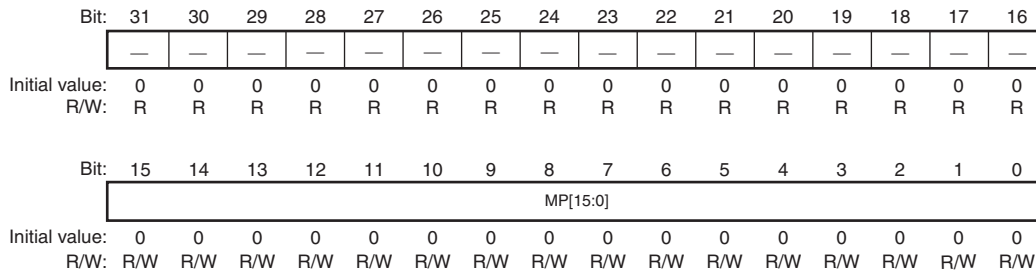 Bit: 31 30 29 28 27 26 25 24 23 22 21 20 19 18 17 16
— — — — — — — — — — — — — — — —
Initial value: 0 0 0 0 0 0 0 0 0 0 0 0 0 0 0 0
R/W: R R R R R R R R R R R R R R R R
Bit: 15 14 13 12 11 10 9 8 7 6 5 4 3 2 1 0
MP[15:0]
Initial value: 0 0 0 0 0 0 0 0 0 0 0 0 0 0 0 0
R/W: R/W R/W R/W R/W R/W R/W R/W R/W R/W R/W R/W R/W R/W R/W R/W R/W